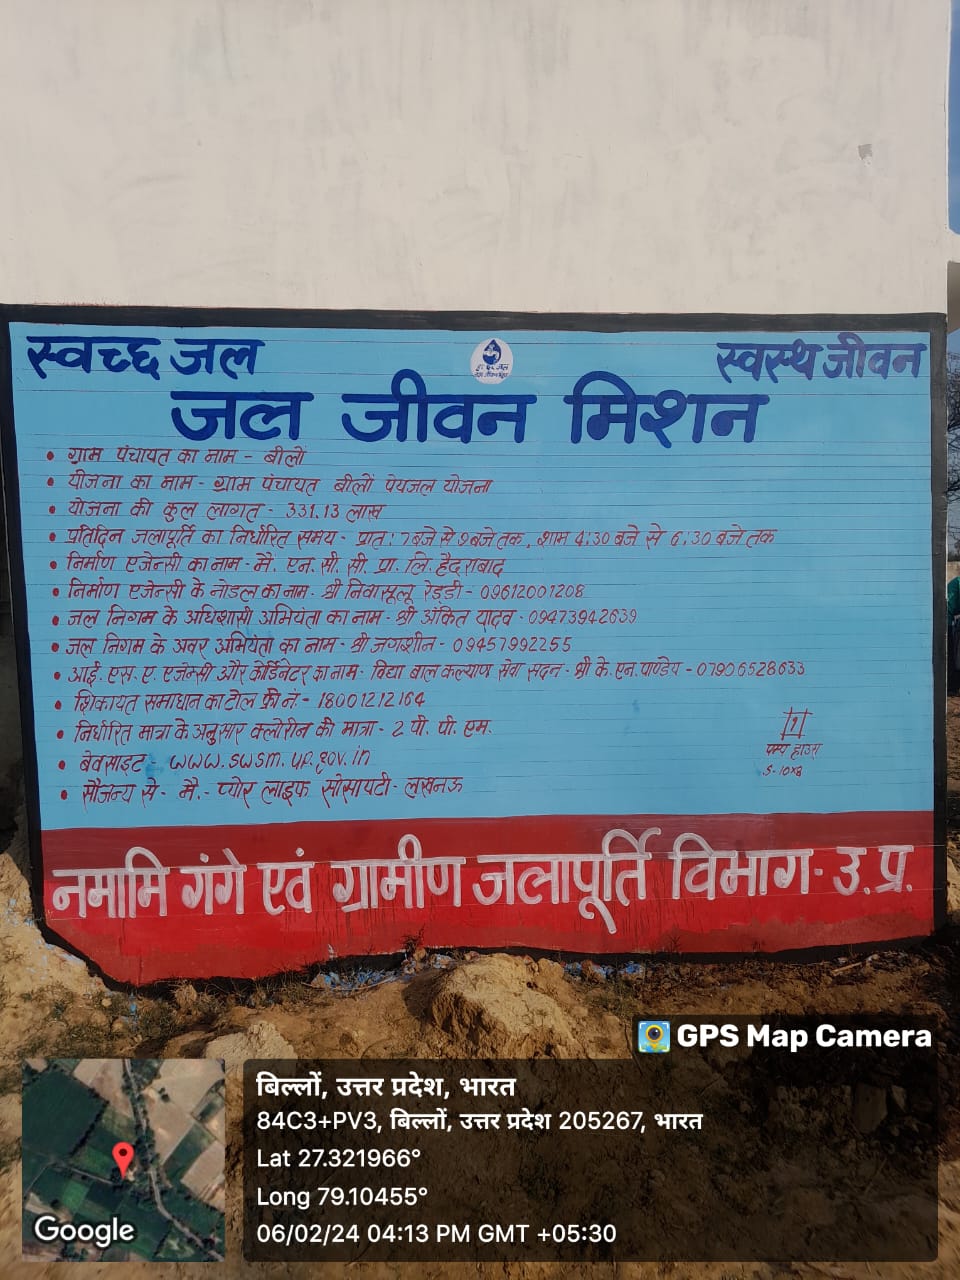 स्वच्छ जल
स्वस्थ जीवन
जल जीवन मिशन
• ग्राम पंचायत का नाम - बीलों
• योजना का नाम - ग्राम पंचायत बीलों पेयजल योजना
• योजना की कुल लागत - 331.13 लाख
• प्रतिदिन जलापूर्ति का निर्धारित समय - प्रातः 7 बजे से 9 बजे तक, शाम 4:30 बजे से 6:30 बजे तक
• निर्माण एजेन्सी का नाम - मै. एन. सी. सी. प्रा. लि. हैदराबाद
• निर्माण एजेन्सी के नोडल का नाम - श्री निवासूलू रेड्डी - 09612001208
• जल निगम के अधिशासी अभियंता का नाम - श्री अंकित यादव - 09473942639
• जल निगम के अवर अभियंता का नाम - श्री जगशीन - 09457992255
• आई. एस. ए. एजेन्सी और कोर्डिनेटर का नाम - विद्या बाल कल्याण सेवा सदन - श्री के. एन. पाण्डेय - 07906528633
• शिकायत समाधान का टोल फ्री नं. - 18001212164
• निर्धारित मात्रा के अनुसार क्लोरीन की मात्रा - 2 पी. पी. एम.
• बेवसाइट - www.swsm.up.gov.in
• सौजन्य से - मै. - प्योर लाइफ सोसायटी - लखनऊ
पम्प हाउस
5-10x8
नमामि गंगे एवं ग्रामीण जलापूर्ति विभाग - उ. प्र.
GPS Map Camera
बिल्लों, उत्तर प्रदेश, भारत
84C3+PV3, बिल्लों, उत्तर प्रदेश 205267, भारत
Lat 27.321966°
Long 79.10455°
06/02/24 04:13 PM GMT +05:30
Google